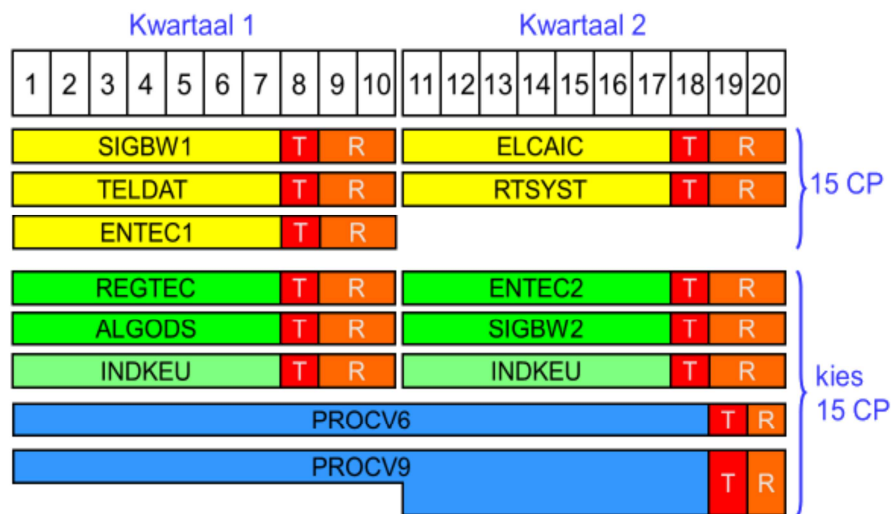 Kwartaal 1 Kwartaal 2
1 2 3 4 5 6 7 8 9 10 11 12 13 14 15 16 17 18 19 20
SIGBW1 T R ELCAIC T R
TELDAT T R RTSYST T R
15 CP
ENTEC1 T R
REGTEC T R ENTEC2 T R
ALGODS T R SIGBW2 T R
INDKEU T R INDKEU T R
kies
15 CP
PROCV6 T R
PROCV9 T R